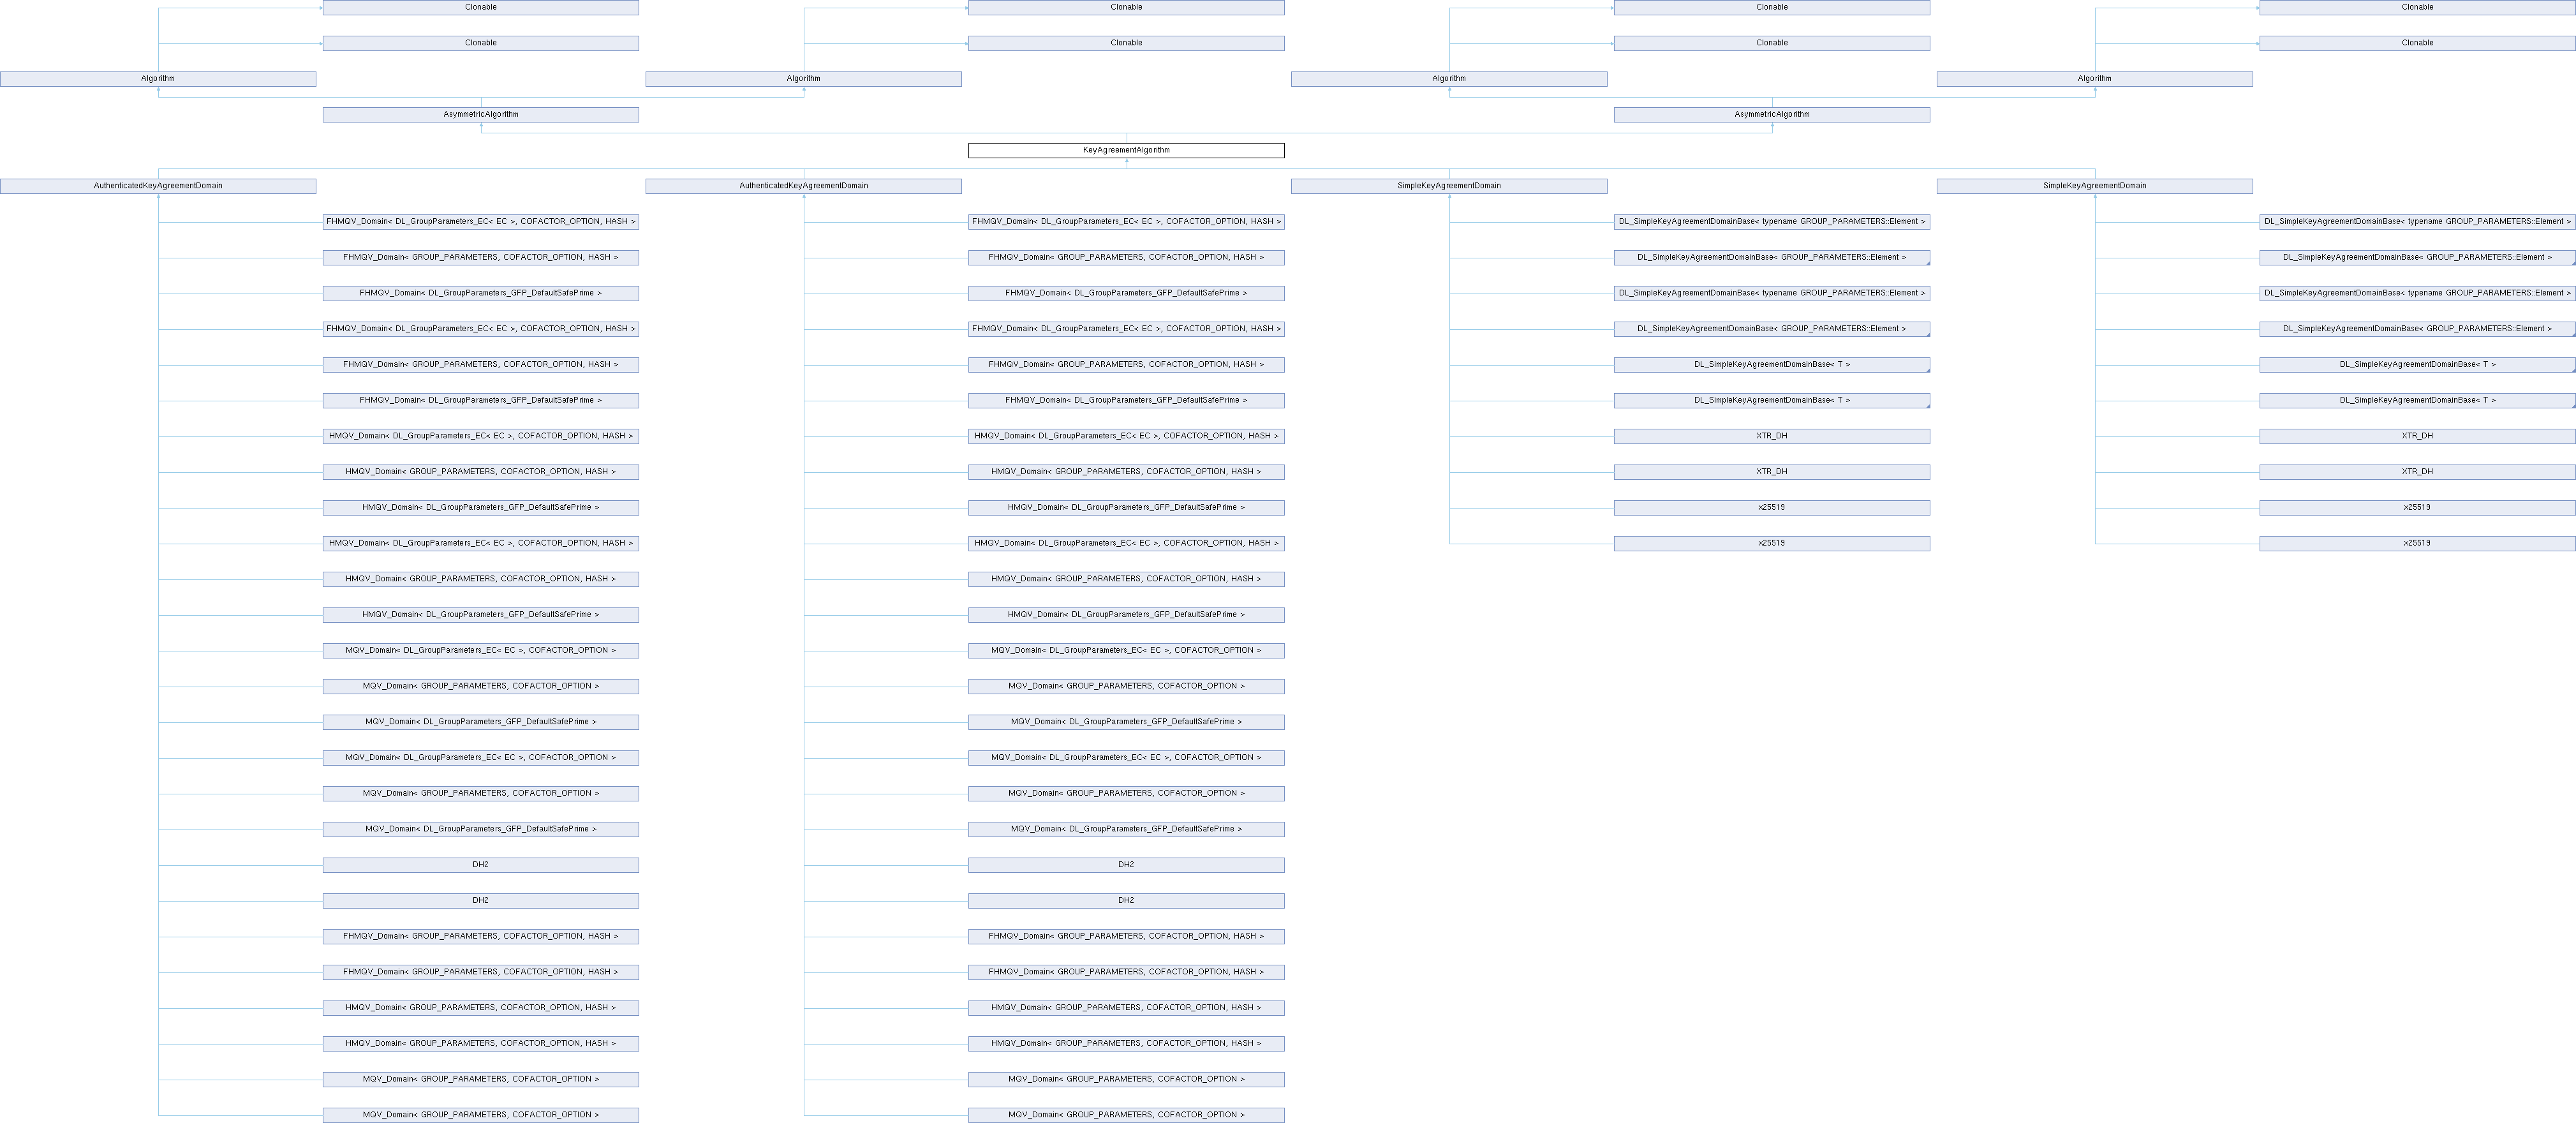 Clonable Clonable Clonable Clonable
Clonable Clonable Clonable Clonable
Algorithm Algorithm Algorithm Algorithm
AsymmetricAlgorithm AsymmetricAlgorithm
KeyAgreementAlgorithm
AuthenticatedKeyAgreementDomain AuthenticatedKeyAgreementDomain SimpleKeyAgreementDomain SimpleKeyAgreementDomain
FHMQV_Domain< DL_GroupParameters_EC< EC >, COFACTOR_OPTION, HASH > FHMQV_Domain< DL_GroupParameters_EC< EC >, COFACTOR_OPTION, HASH > DL_SimpleKeyAgreementDomainBase< typename GROUP_PARAMETERS::Element > DL_SimpleKeyAgreementDomainBase< typename GROUP_PARAMETERS::Element >
FHMQV_Domain< GROUP_PARAMETERS, COFACTOR_OPTION, HASH > FHMQV_Domain< GROUP_PARAMETERS, COFACTOR_OPTION, HASH > DL_SimpleKeyAgreementDomainBase< GROUP_PARAMETERS::Element > DL_SimpleKeyAgreementDomainBase< GROUP_PARAMETERS::Element >
FHMQV_Domain< DL_GroupParameters_GFP_DefaultSafePrime > FHMQV_Domain< DL_GroupParameters_GFP_DefaultSafePrime > DL_SimpleKeyAgreementDomainBase< typename GROUP_PARAMETERS::Element > DL_SimpleKeyAgreementDomainBase< typename GROUP_PARAMETERS::Element >
FHMQV_Domain< DL_GroupParameters_EC< EC >, COFACTOR_OPTION, HASH > FHMQV_Domain< DL_GroupParameters_EC< EC >, COFACTOR_OPTION, HASH > DL_SimpleKeyAgreementDomainBase< GROUP_PARAMETERS::Element > DL_SimpleKeyAgreementDomainBase< GROUP_PARAMETERS::Element >
FHMQV_Domain< GROUP_PARAMETERS, COFACTOR_OPTION, HASH > FHMQV_Domain< GROUP_PARAMETERS, COFACTOR_OPTION, HASH > DL_SimpleKeyAgreementDomainBase< T > DL_SimpleKeyAgreementDomainBase< T >
FHMQV_Domain< DL_GroupParameters_GFP_DefaultSafePrime > FHMQV_Domain< DL_GroupParameters_GFP_DefaultSafePrime > DL_SimpleKeyAgreementDomainBase< T > DL_SimpleKeyAgreementDomainBase< T >
HMQV_Domain< DL_GroupParameters_EC< EC >, COFACTOR_OPTION, HASH > HMQV_Domain< DL_GroupParameters_EC< EC >, COFACTOR_OPTION, HASH > XTR_DH XTR_DH
HMQV_Domain< GROUP_PARAMETERS, COFACTOR_OPTION, HASH > HMQV_Domain< GROUP_PARAMETERS, COFACTOR_OPTION, HASH > XTR_DH XTR_DH
HMQV_Domain< DL_GroupParameters_GFP_DefaultSafePrime > HMQV_Domain< DL_GroupParameters_GFP_DefaultSafePrime > x25519 x25519
HMQV_Domain< DL_GroupParameters_EC< EC >, COFACTOR_OPTION, HASH > HMQV_Domain< DL_GroupParameters_EC< EC >, COFACTOR_OPTION, HASH > x25519 x25519
HMQV_Domain< GROUP_PARAMETERS, COFACTOR_OPTION, HASH > HMQV_Domain< GROUP_PARAMETERS, COFACTOR_OPTION, HASH >
HMQV_Domain< DL_GroupParameters_GFP_DefaultSafePrime > HMQV_Domain< DL_GroupParameters_GFP_DefaultSafePrime >
MQV_Domain< DL_GroupParameters_EC< EC >, COFACTOR_OPTION > MQV_Domain< DL_GroupParameters_EC< EC >, COFACTOR_OPTION >
MQV_Domain< GROUP_PARAMETERS, COFACTOR_OPTION > MQV_Domain< GROUP_PARAMETERS, COFACTOR_OPTION >
MQV_Domain< DL_GroupParameters_GFP_DefaultSafePrime > MQV_Domain< DL_GroupParameters_GFP_DefaultSafePrime >
MQV_Domain< DL_GroupParameters_EC< EC >, COFACTOR_OPTION > MQV_Domain< DL_GroupParameters_EC< EC >, COFACTOR_OPTION >
MQV_Domain< GROUP_PARAMETERS, COFACTOR_OPTION > MQV_Domain< GROUP_PARAMETERS, COFACTOR_OPTION >
MQV_Domain< DL_GroupParameters_GFP_DefaultSafePrime > MQV_Domain< DL_GroupParameters_GFP_DefaultSafePrime >
DH2 DH2
DH2 DH2
FHMQV_Domain< GROUP_PARAMETERS, COFACTOR_OPTION, HASH > FHMQV_Domain< GROUP_PARAMETERS, COFACTOR_OPTION, HASH >
FHMQV_Domain< GROUP_PARAMETERS, COFACTOR_OPTION, HASH > FHMQV_Domain< GROUP_PARAMETERS, COFACTOR_OPTION, HASH >
HMQV_Domain< GROUP_PARAMETERS, COFACTOR_OPTION, HASH > HMQV_Domain< GROUP_PARAMETERS, COFACTOR_OPTION, HASH >
HMQV_Domain< GROUP_PARAMETERS, COFACTOR_OPTION, HASH > HMQV_Domain< GROUP_PARAMETERS, COFACTOR_OPTION, HASH >
MQV_Domain< GROUP_PARAMETERS, COFACTOR_OPTION > MQV_Domain< GROUP_PARAMETERS, COFACTOR_OPTION >
MQV_Domain< GROUP_PARAMETERS, COFACTOR_OPTION > MQV_Domain< GROUP_PARAMETERS, COFACTOR_OPTION >